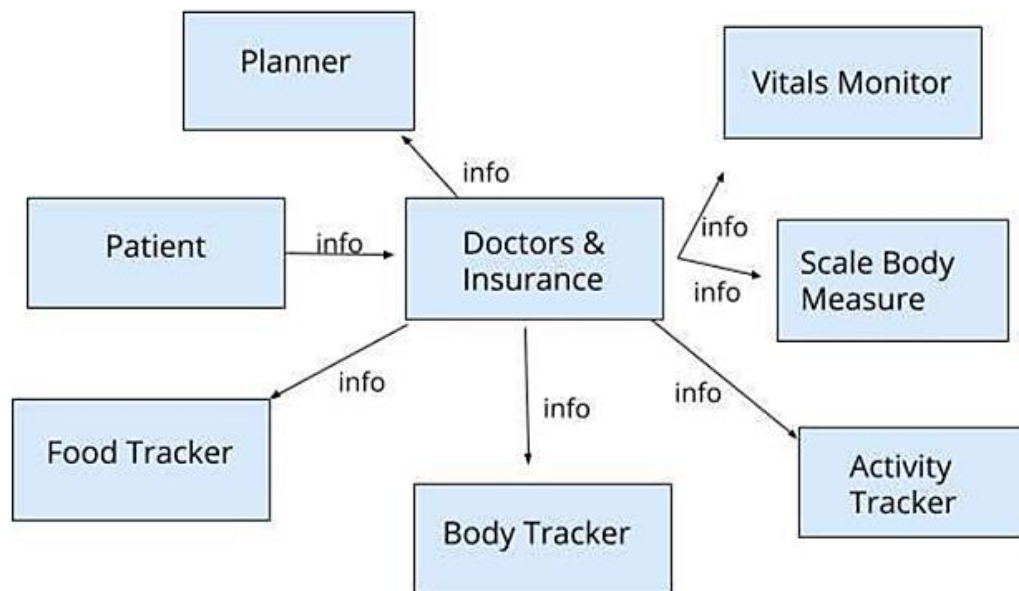 Planner
Vitals Monitor
info
Patient
info
Doctors &
Insurance
info
info
Scale Body
Measure
info
info
info
Food Tracker
Body Tracker
Activity
Tracker